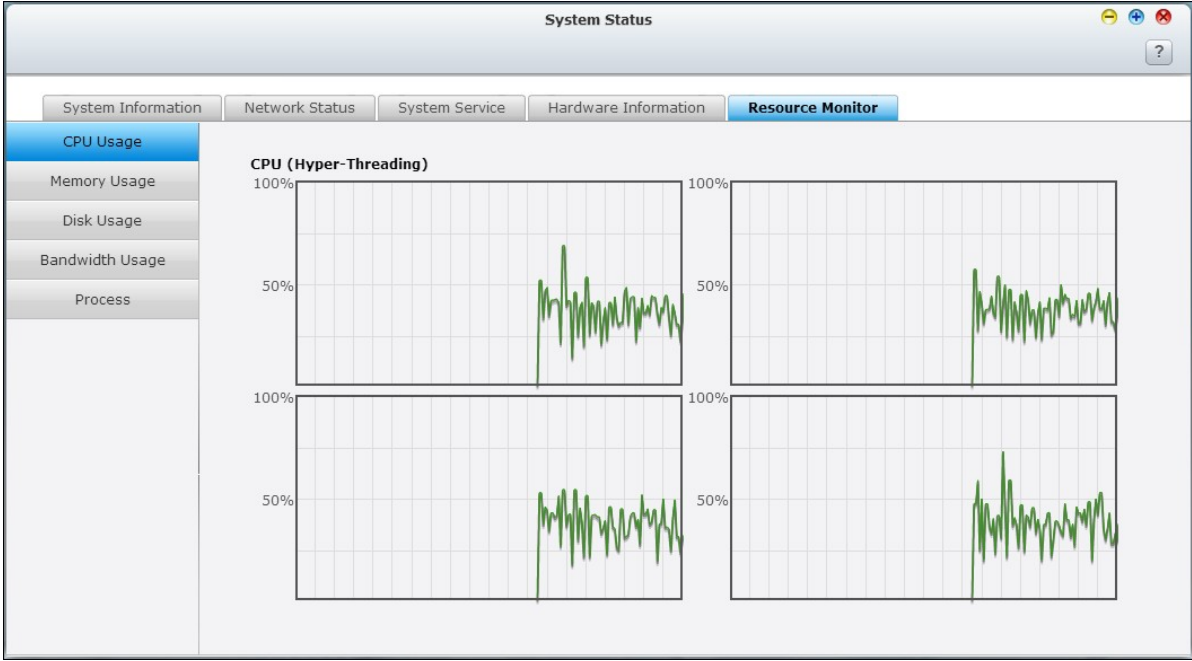 System Status
?
System Information Network Status System Service Hardware Information Resource Monitor
CPU Usage
Memory Usage
Disk Usage
Bandwidth Usage
Process
CPU (Hyper-Threading)
100% 100%
50% 50%
100% 100%
50% 50%